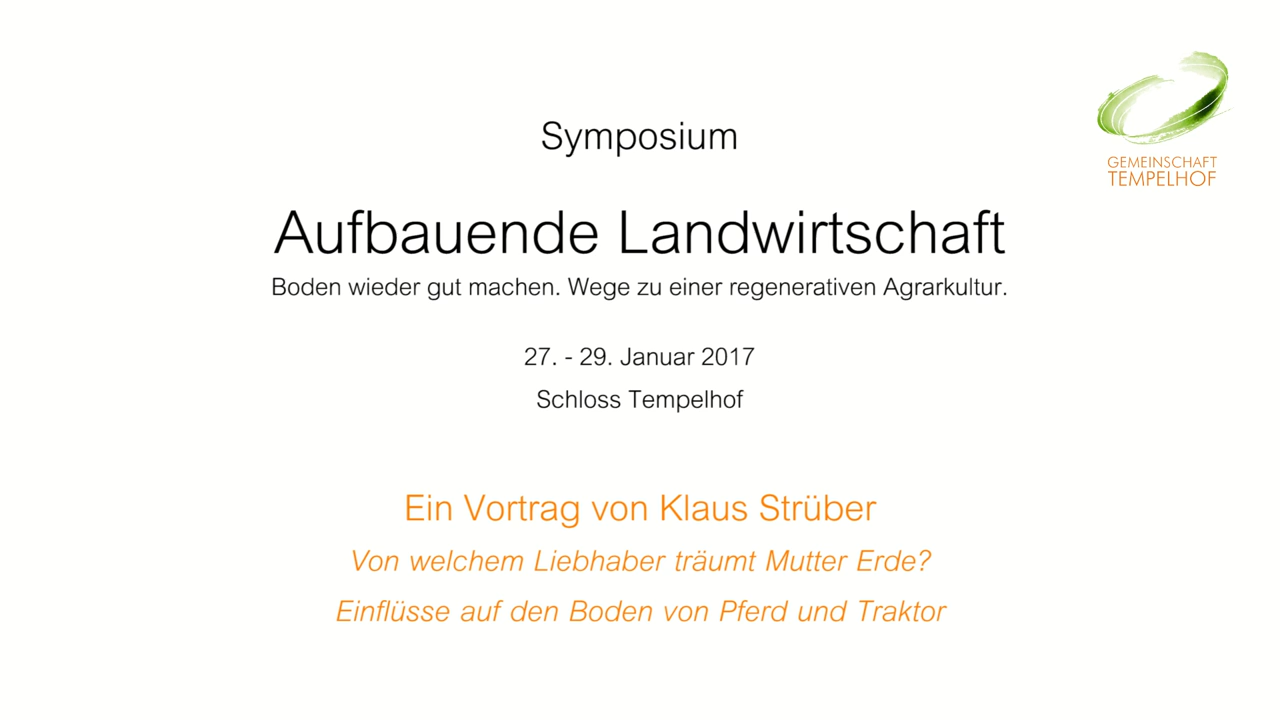 Symposium
GEMEINSCHAFT
TEMPELHOF
Aufbauende Landwirtschaft
Boden wieder gut machen. Wege zu einer regenerativen Agrarkultur.
27. - 29. Januar 2017
Schloss Tempelhof
Ein Vortrag von Klaus Strüber
Von welchem Liebhaber träumt Mutter Erde?
Einflüsse auf den Boden von Pferd und Traktor